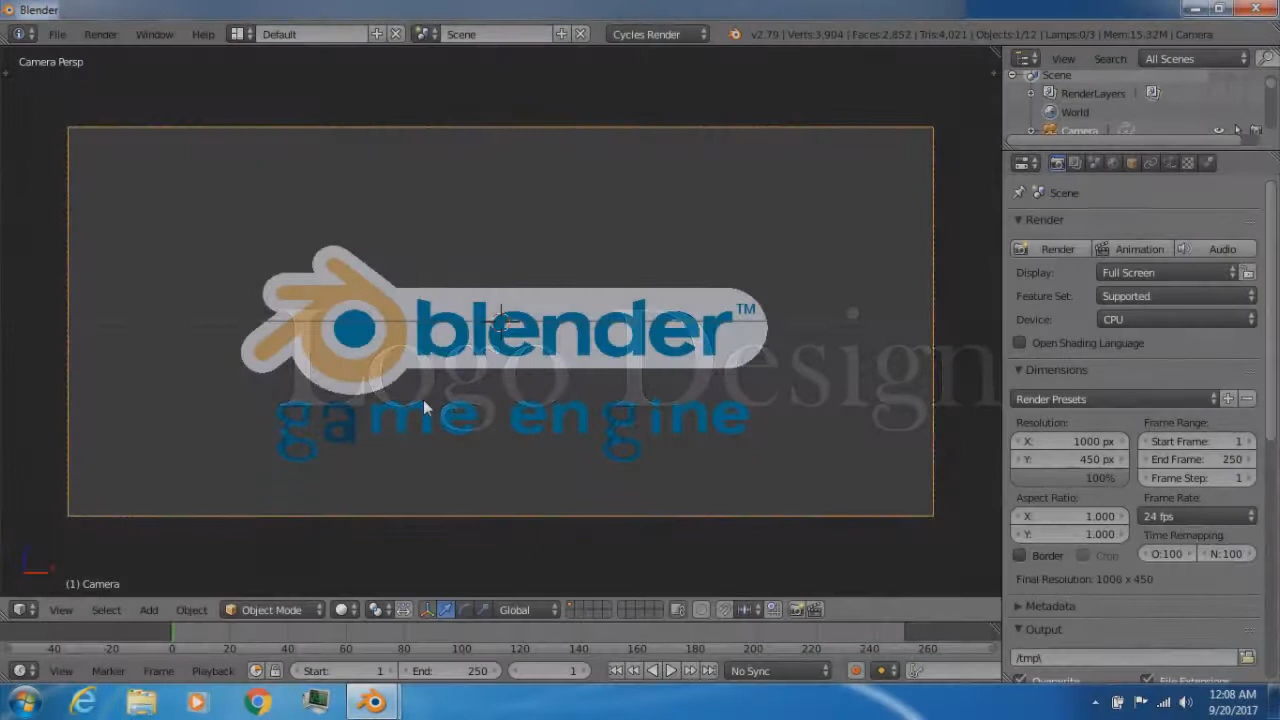 Blender
File Render Window Help Default Scene Cycles Render v2.79 | Verts:3,904 | Faces:2,852 | Tris:4,021 | Objects:1/12 | Lamps:0/3 | Mem:15.32M | Camera
Camera Persp
View Search All Scenes
Scene
RenderLayers
World
Camera
Scene
Render
Render Animation Audio
Display: Full Screen
Feature Set: Supported
Device: CPU
Open Shading Language
Dimensions
Render Presets
Resolution: Frame Range:
X: 1000 px Start Frame: 1
Y: 450 px End Frame: 250
100% Frame Step: 1
Aspect Ratio: Frame Rate:
X: 1.000 24 fps
Y: 1.000 Time Remapping:
Border Crop O:100 N:100
Final Resolution: 1000 x 450
Metadata
Output
/tmp\
Overwrite File Extensions
blender™
Logo Design
game engine
(1) Camera
View Select Add Object Object Mode Global
-40 -20 0 20 40 60 80 100 120 140 160 180 200 220 240 260
View Marker Frame Playback Start: 1 End: 250 1 No Sync
12:08 AM
9/20/2017